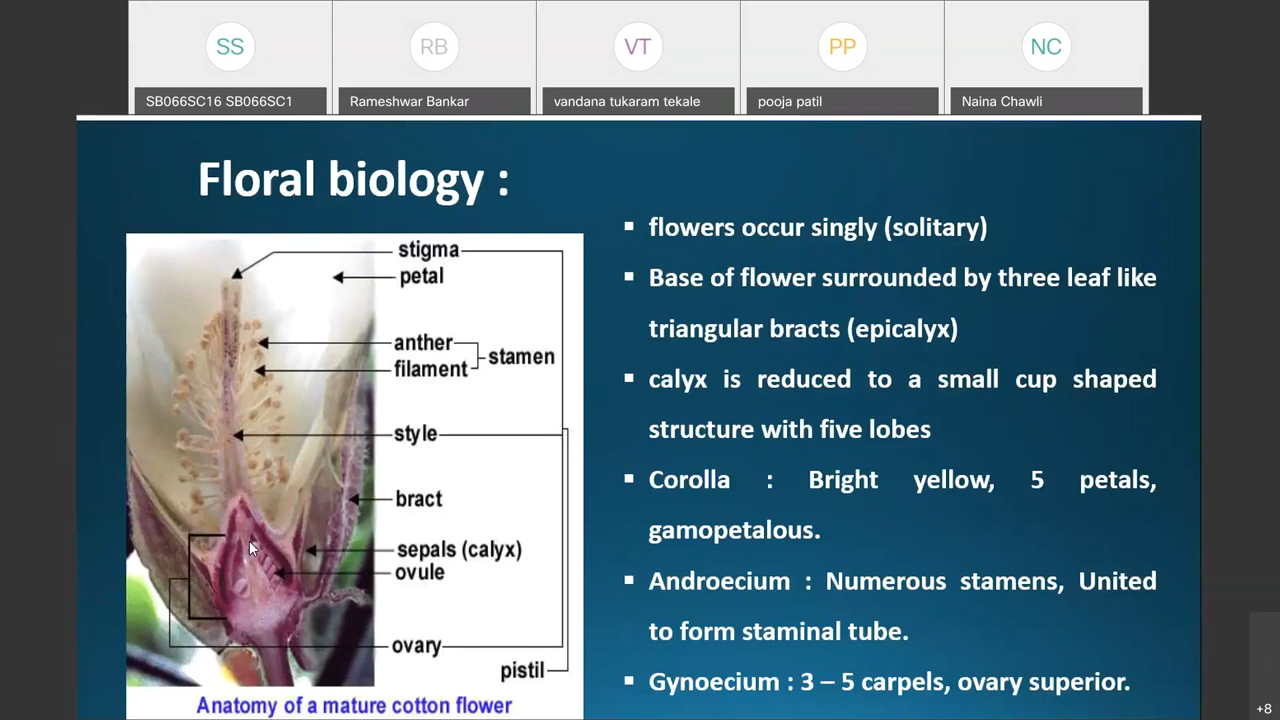 SS
RB
VT
PP
NC
SB066SC16 SB066SC1
Rameshwar Bankar
vandana tukaram tekale
pooja patil
Naina Chawli
Floral biology :
stigma
petal
anther
stamen
filament
style
bract
sepals (calyx)
ovule
ovary
pistil
Anatomy of a mature cotton flower
▪ flowers occur singly (solitary)
▪ Base of flower surrounded by three leaf like
triangular bracts (epicalyx)
▪ calyx is reduced to a small cup shaped
structure with five lobes
▪ Corolla : Bright yellow, 5 petals,
gamopetalous.
▪ Androecium : Numerous stamens, United
to form staminal tube.
▪ Gynoecium : 3 – 5 carpels, ovary superior.
+8